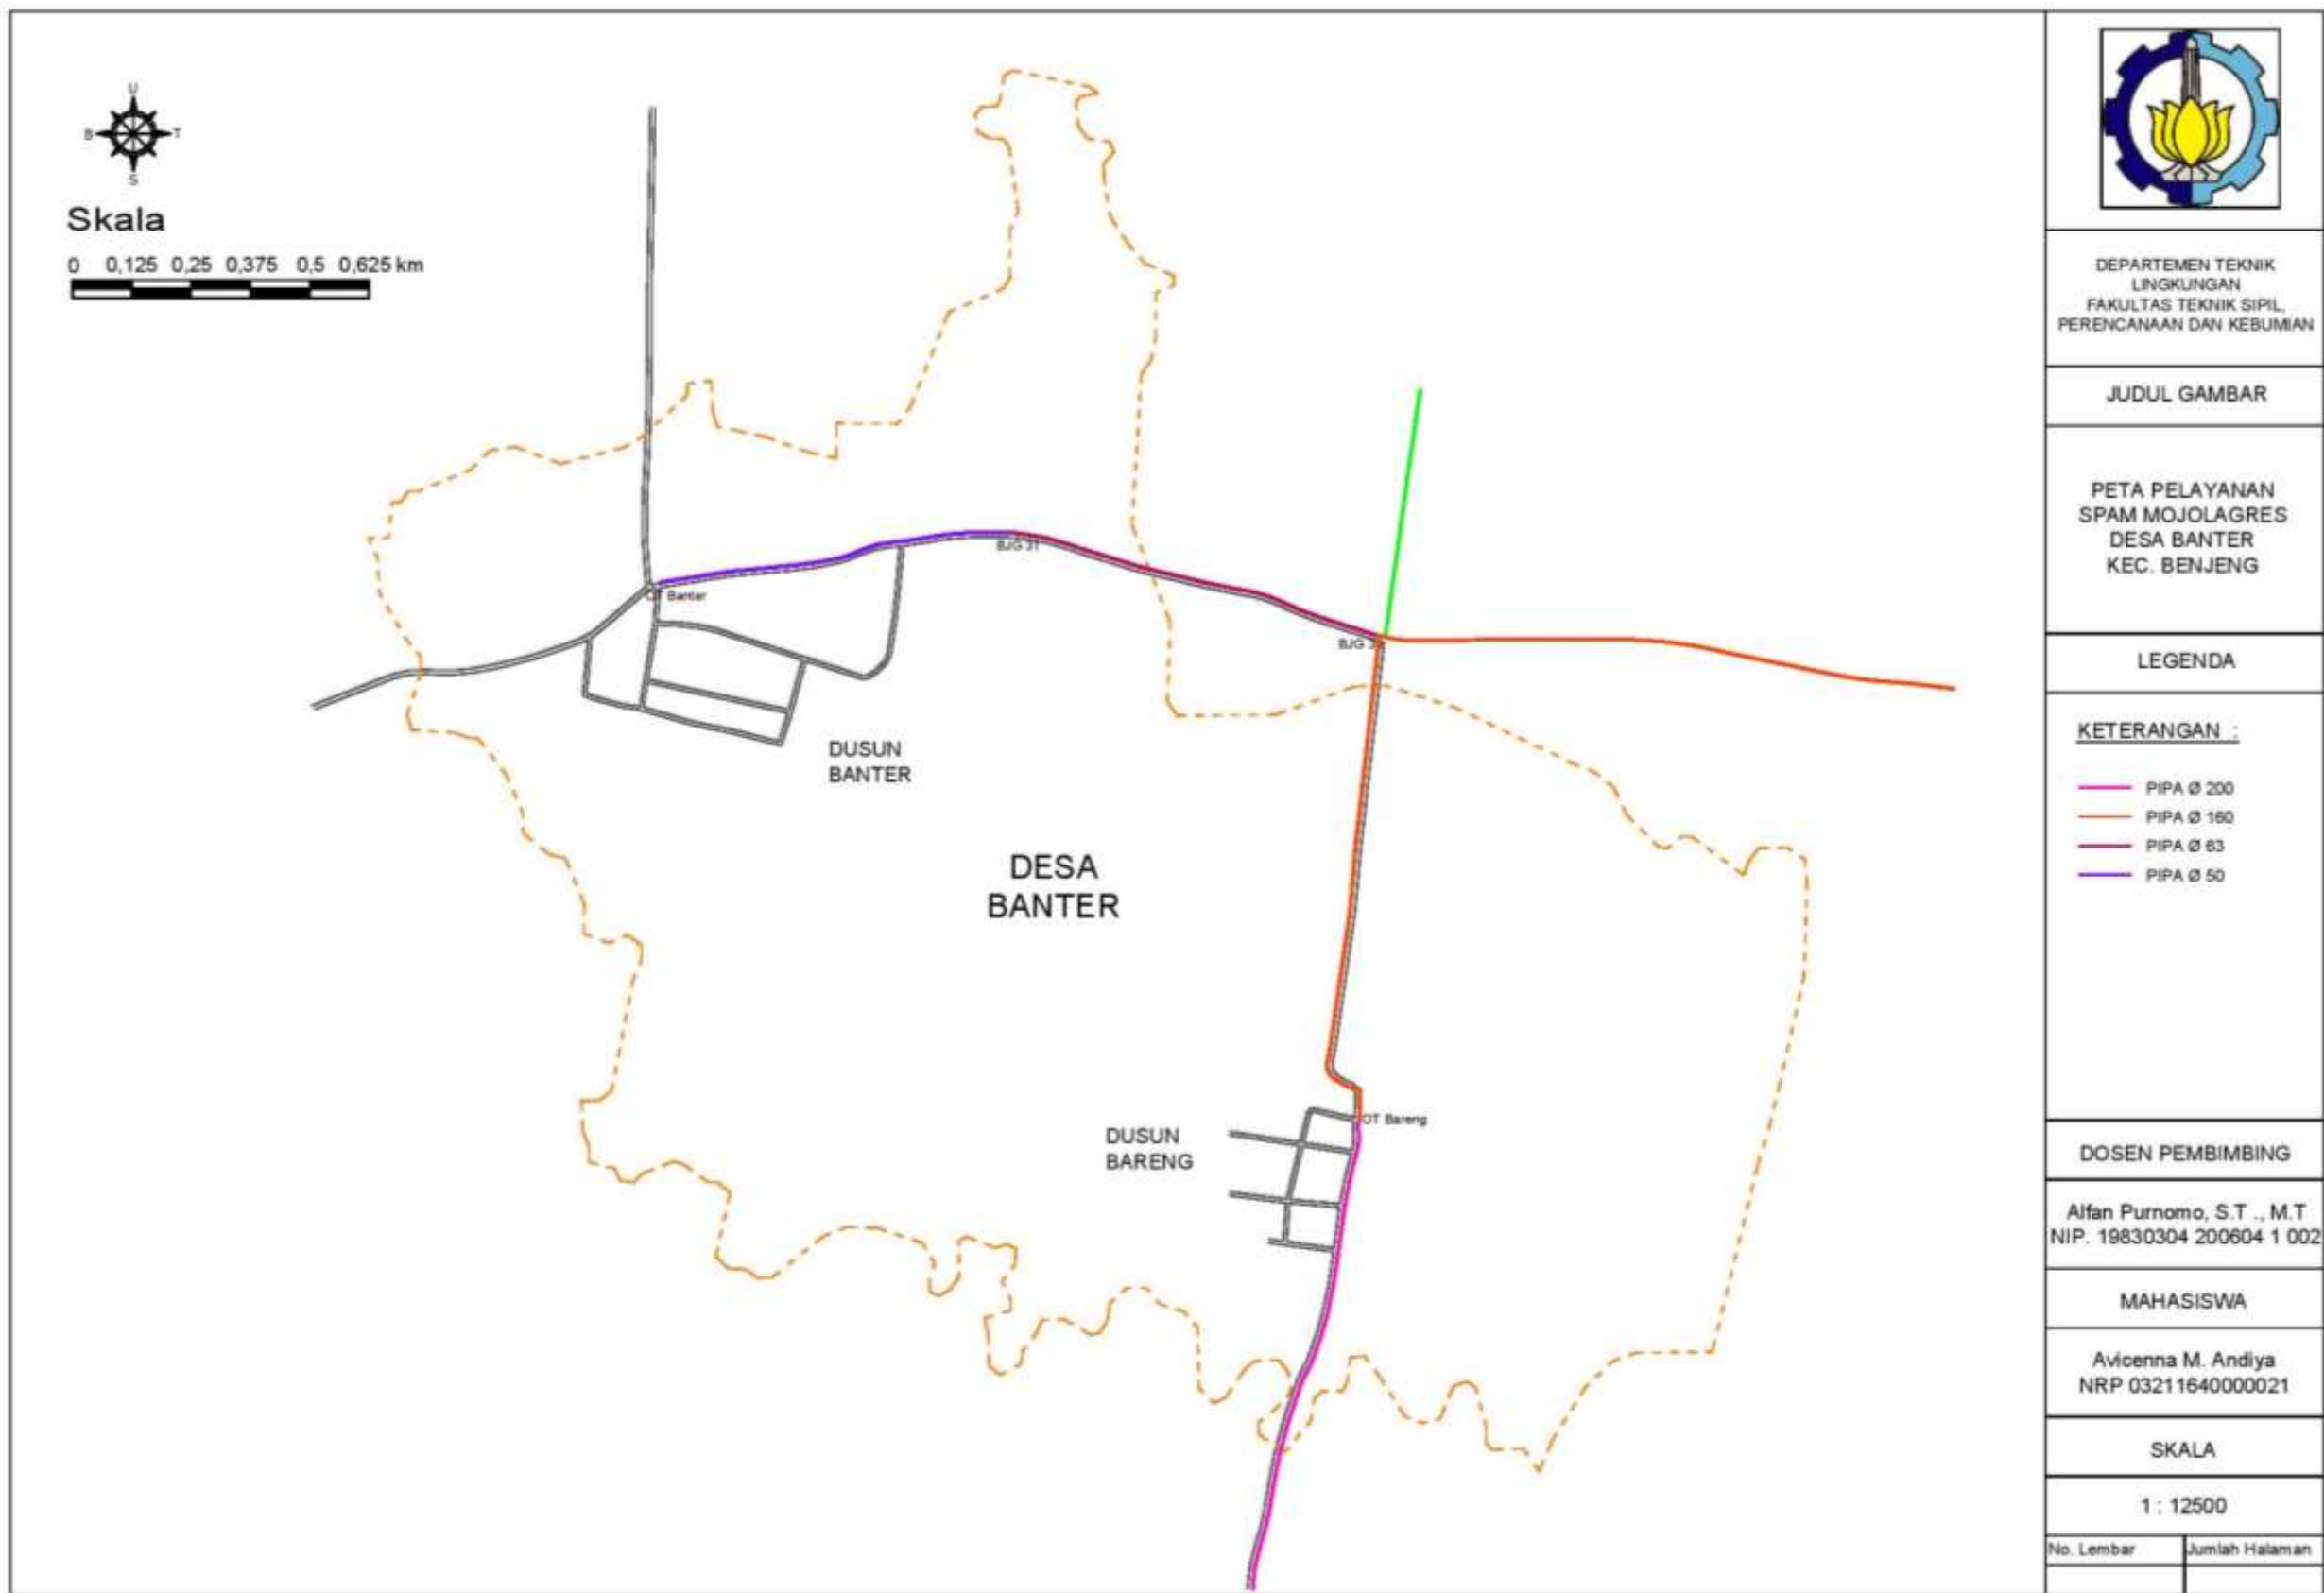 U
B
T
S
Skala
0 0,125 0,25 0,375 0,5 0,625 km
BJG 31
OT Banter
BJG
DUSUN
BANTER
DESA
BANTER
OT Bareng
DUSUN
BARENG
DEPARTEMEN TEKNIK
LINGKUNGAN
FAKULTAS TEKNIK SIPIL,
PERENCANAAN DAN KEBUMIAN
JUDUL GAMBAR
PETA PELAYANAN
SPAM MOJOLAGRES
DESA BANTER
KEC. BENJENG
LEGENDA
KETERANGAN :
PIPA Ø 200
PIPA Ø 160
PIPA Ø 63
PIPA Ø 50
DOSEN PEMBIMBING
Alfan Purnomo, S.T ., M.T
NIP. 19830304 200604 1 002
MAHASISWA
Avicenna M. Andiya
NRP 03211640000021
SKALA
1 : 12500
No. Lembar
Jumlah Halaman